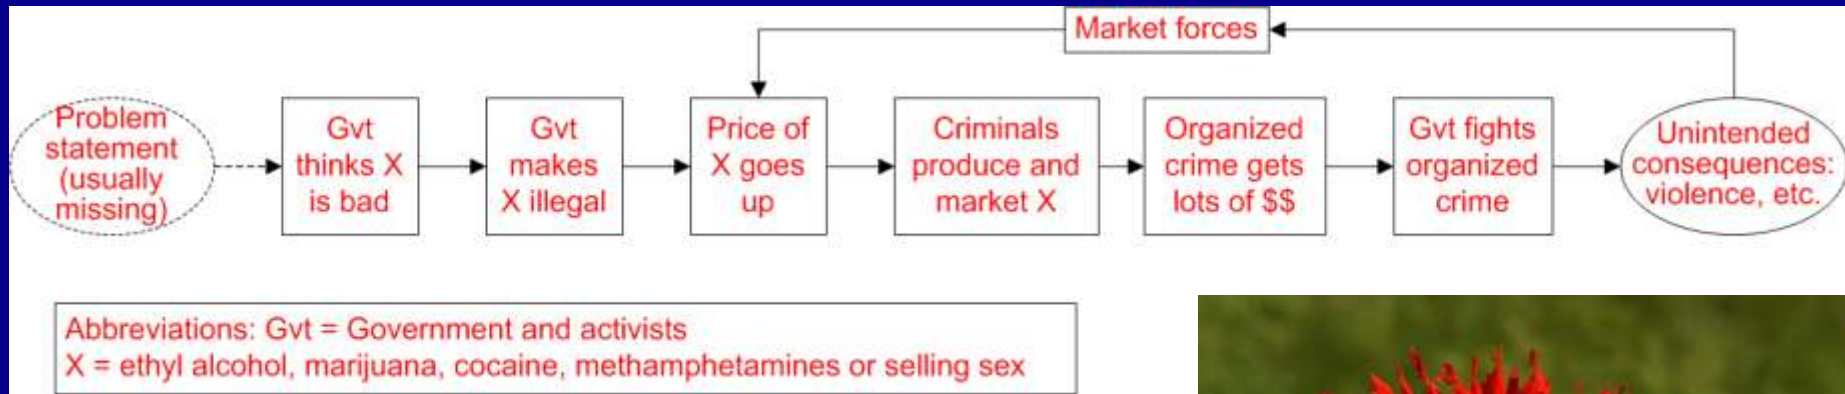 Market forces
Problem
statement
(usually
missing)
Gvt
thinks X
is bad
Gvt
makes
X illegal
Price of
X goes
up
Criminals
produce and
market X
Organized
crime gets
lots of $$
Gvt fights
organized
crime
Unintended
consequences:
violence, etc.
Abbreviations: Gvt = Government and activists
X = ethyl alcohol, marijuana, cocaine, methamphetamines or selling sex